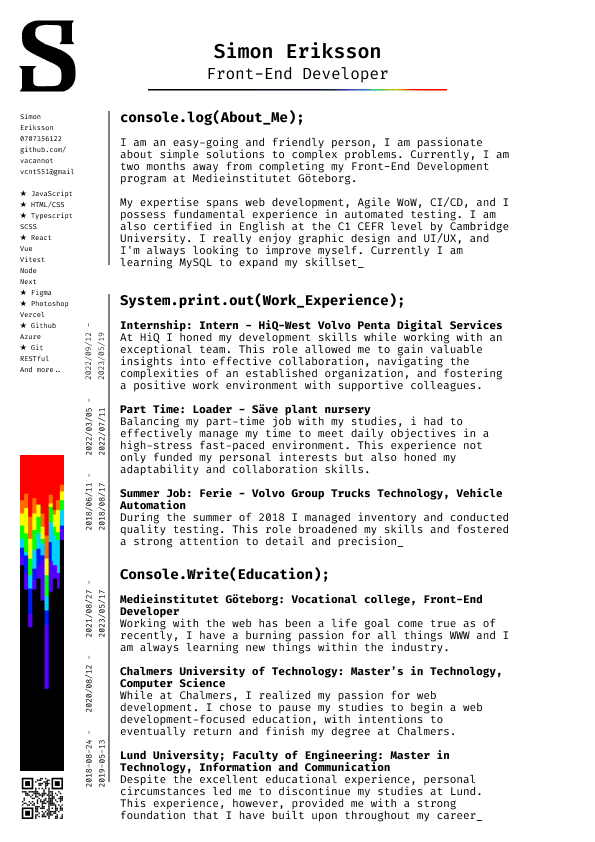 S
Simon Eriksson
Front-End Developer
Simon
Eriksson
0707356122
github.com/
vacannot
vcnt551@gmail
★ JavaScript
★ HTML/CSS
★ Typescript
SCSS
★ React
Vue
Vitest
Node
Next
★ Figma
★ Photoshop
Vercel
★ Github
Azure
★ Git
RESTful
And more..
console.log(About_Me);
I am an easy-going and friendly person, I am passionate
about simple solutions to complex problems. Currently, I am
two months away from completing my Front-End Development
program at Medieinstitutet Göteborg.
My expertise spans web development, Agile WoW, CI/CD, and I
possess fundamental experience in automated testing. I am
also certified in English at the C1 CEFR level by Cambridge
University. I really enjoy graphic design and UI/UX, and
I'm always looking to improve myself. Currently I am
learning MySQL to expand my skillset_
System.print.out(Work_Experience);
2022/09/12 -
2023/05/19
Internship: Intern - HiQ-West Volvo Penta Digital Services
At HiQ I honed my development skills while working with an
exceptional team. This role allowed me to gain valuable
insights into effective collaboration, navigating the
complexities of an established organization, and fostering
a positive work environment with supportive colleagues.
2022/03/05 -
2022/07/11
Part Time: Loader - Säve plant nursery
Balancing my part-time job with my studies, i had to
effectively manage my time to meet daily objectives in a
high-stress fast-paced environment. This experience not
only funded my personal interests but also honed my
adaptability and collaboration skills.
2018/06/11 -
2018/08/17
Summer Job: Ferie - Volvo Group Trucks Technology, Vehicle
Automation
During the summer of 2018 I managed inventory and conducted
quality testing. This role broadened my skills and fostered
a strong attention to detail and precision_
Console.Write(Education);
2021/08/27 -
2023/05/17
Medieinstitutet Göteborg: Vocational college, Front-End
Developer
Working with the web has been a life goal come true as of
recently, I have a burning passion for all things WWW and I
am always learning new things within the industry.
2020/08/12 -
Chalmers University of Technology: Master's in Technology,
Computer Science
While at Chalmers, I realized my passion for web
development. I chose to pause my studies to begin a web
development-focused education, with intentions to
eventually return and finish my degree at Chalmers.
2018-08-24 -
2019-05-13
Lund University; Faculty of Engineering: Master in
Technology, Information and Communication
Despite the excellent educational experience, personal
circumstances led me to discontinue my studies at Lund.
This experience, however, provided me with a strong
foundation that I have built upon throughout my career_